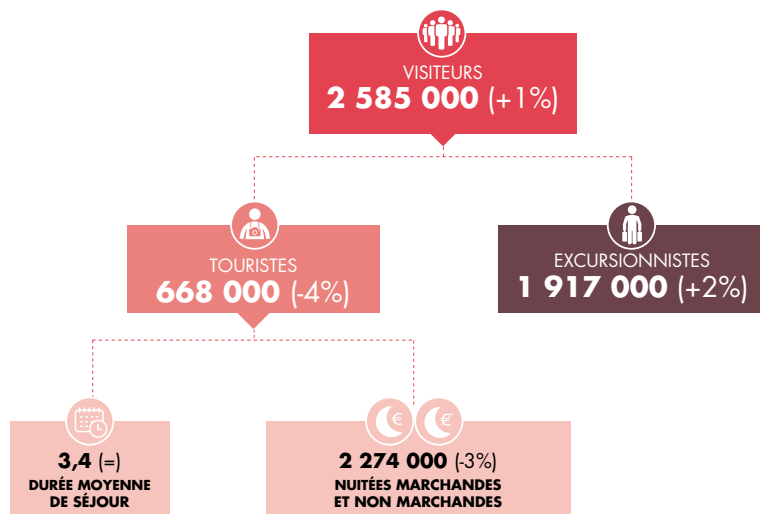 VISITEURS
2 585 000 (+1%)
TOURISTES
668 000 (-4%)
EXCURSIONNISTES
1 917 000 (+2%)
3,4 (=)
DURÉE MOYENNE
DE SÉJOUR
€ €
2 274 000 (-3%)
NUITÉES MARCHANDES
ET NON MARCHANDES